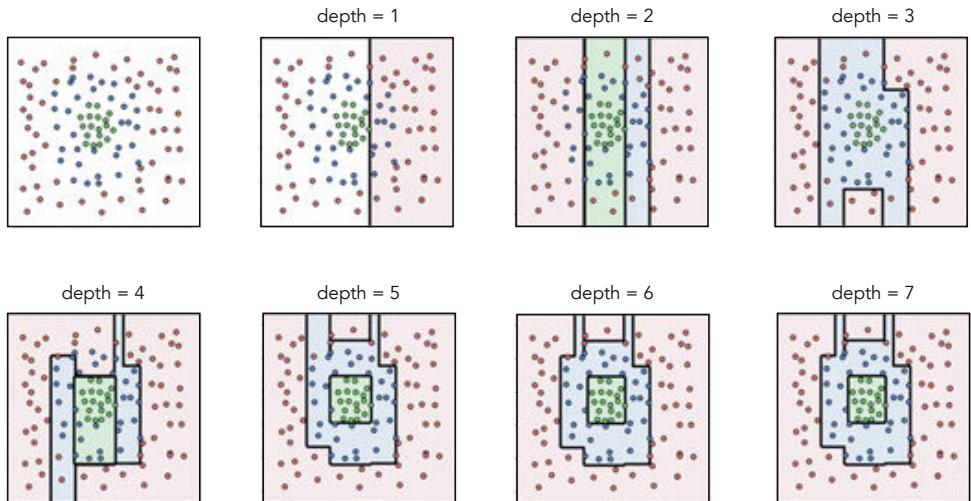 depth = 1
depth = 2
depth = 3
depth = 4
depth = 5
depth = 6
depth = 7